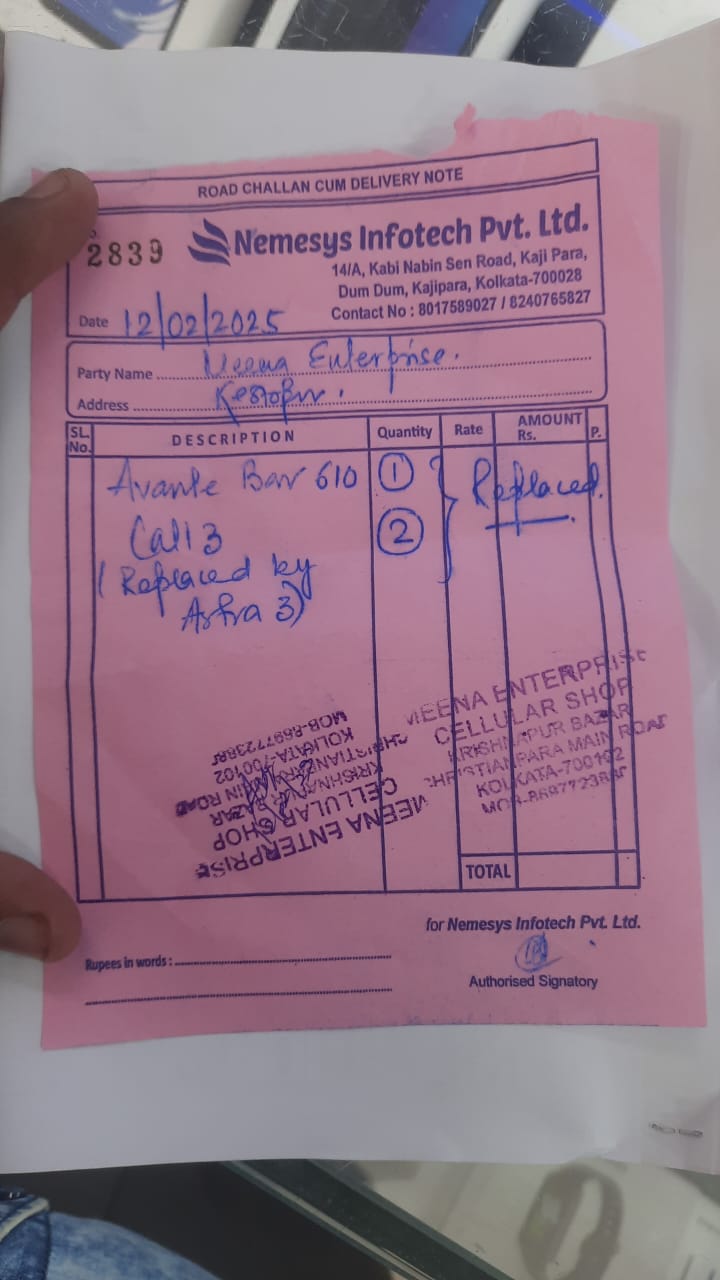 ROAD CHALLAN CUM DELIVERY NOTE
2839
Nemesys Infotech Pvt. Ltd.
14/A, Kabi Nabin Sen Road, Kaji Para,
Dum Dum, Kajipara, Kolkata-700028
Contact No : 8017589027 / 8240765827
Date 12/02/2025
Party Name Meena Enterprise.
Address Kestopur.
SL. No. DESCRIPTION Quantity Rate AMOUNT Rs. P.
Avante Bar 610 1 Replaced.
Call 3 2
(Replaced by
Astra 3)
MEENA ENTERPRISE
CELLULAR SHOP
KRISHNAPUR BAZAR
CHRISTIANPARA MAIN ROAD
KOLKATA-700102
MOB-
MEENA ENTERPRISE
CELLULAR SHOP
KRISHNAPUR BAZAR
CHRISTIANPARA MAIN ROAD
KOLKATA-700102
MOB-
TOTAL
for Nemesys Infotech Pvt. Ltd.
Rupees in words :
Authorised Signatory